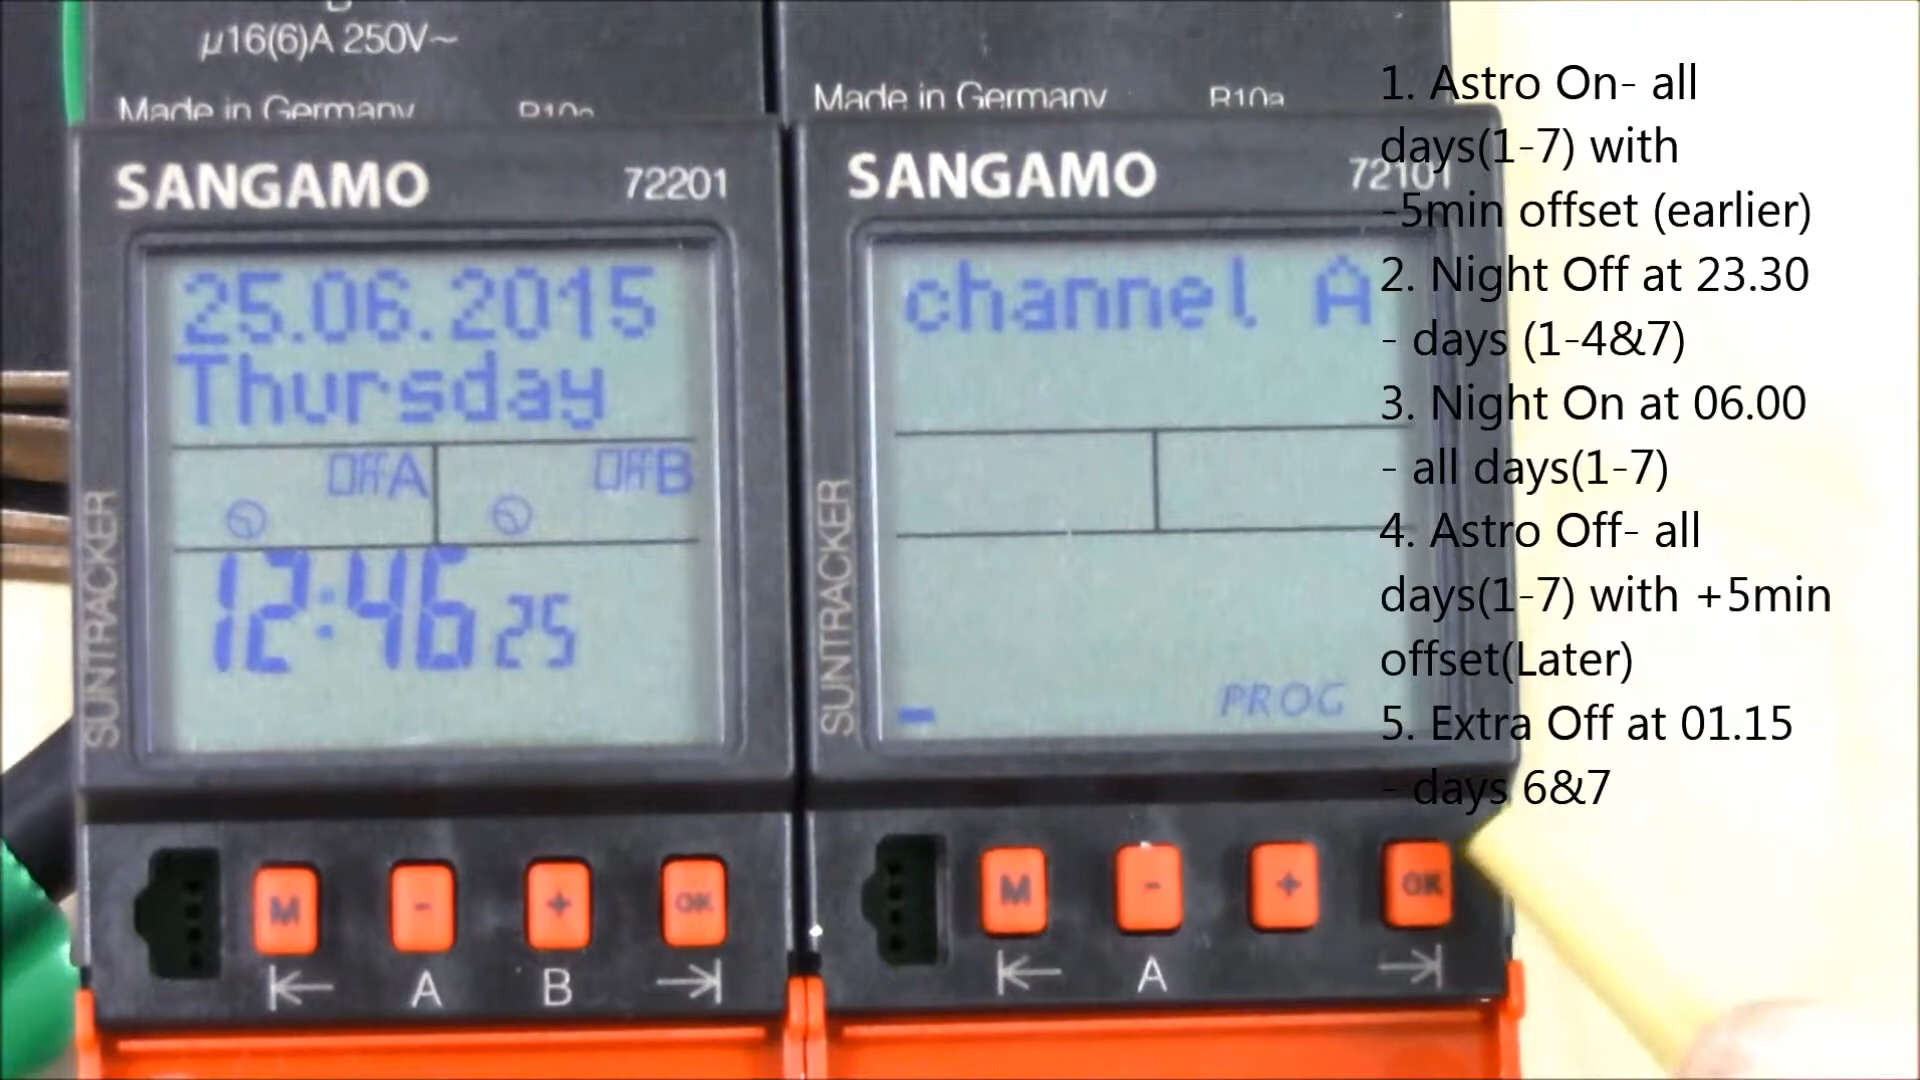 µ16(6)A 250V~
Made in Germany R10a
SANGAMO 72201
25.06.2015
Thursday
OffA OffB
12:46 25
SUNTRACKER
M - + OK
A B
Made in Germany R10a
SANGAMO 72101
channel A
PROG
SUNTRACKER
M - + OK
A
1. Astro On- all
days(1-7) with
-5min offset (earlier)
2. Night Off at 23.30
- days (1-4&7)
3. Night On at 06.00
- all days(1-7)
4. Astro Off- all
days(1-7) with +5min
offset(Later)
5. Extra Off at 01.15
- days 6&7